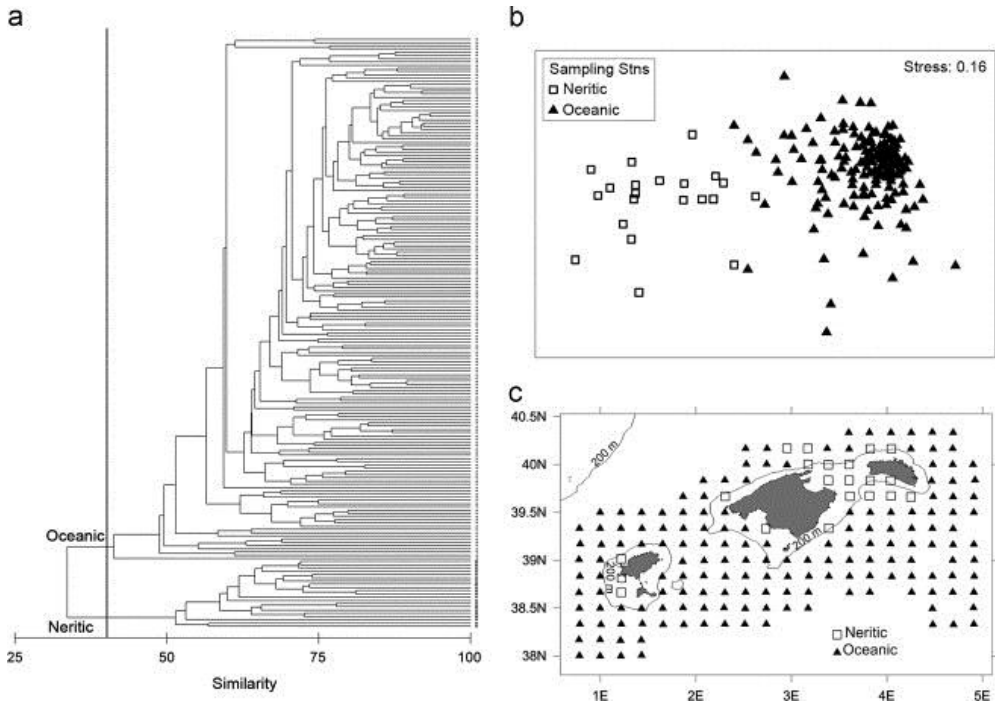 a
Oceanic
Neritic
25
50
75
100
Similarity
b
Sampling Stns
Neritic
Oceanic
Stress: 0.16
c
40.5N
40N
39.5N
39N
38.5N
38N
200 m
200 m
200 m
Neritic
Oceanic
1E
2E
3E
4E
5E